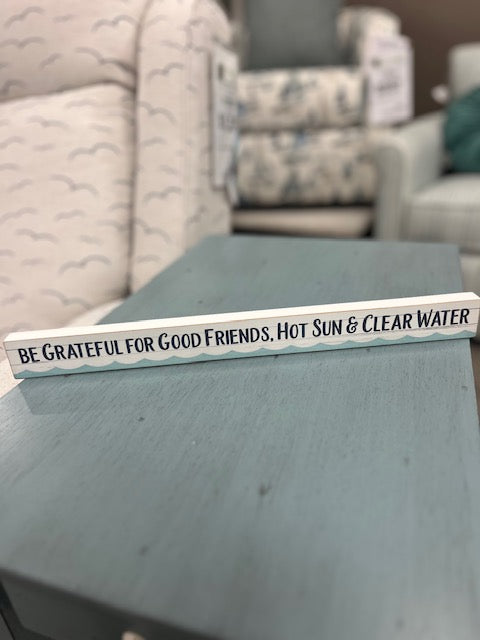 BE GRATEFUL FOR GOOD FRIENDS, HOT SUN & CLEAR WATER